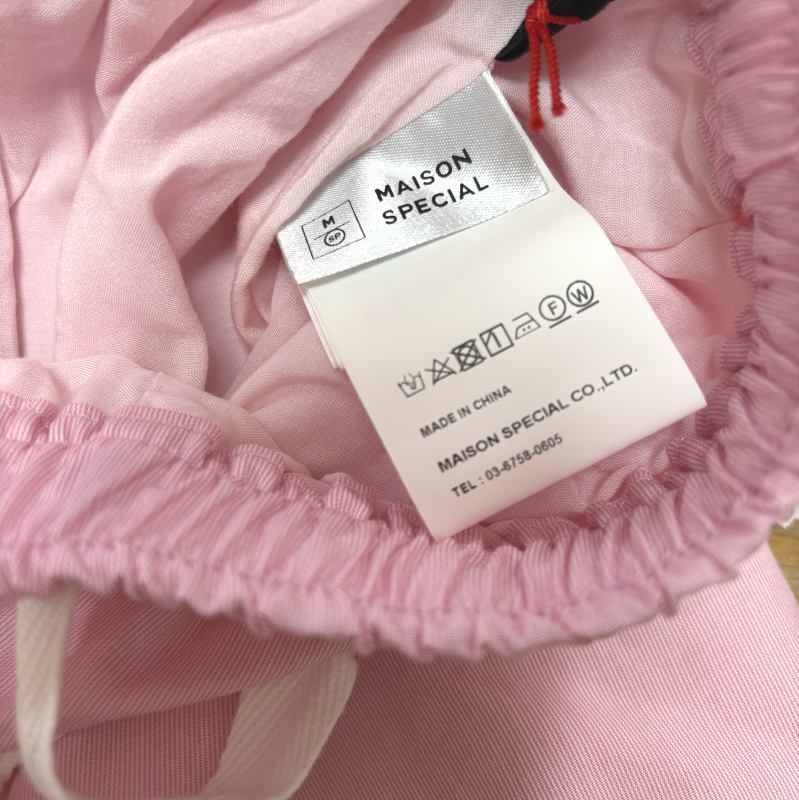 M
SP
MAISON
SPECIAL
F W
MADE IN CHINA
MAISON SPECIAL CO.,LTD.
TEL : 03-6758-0605